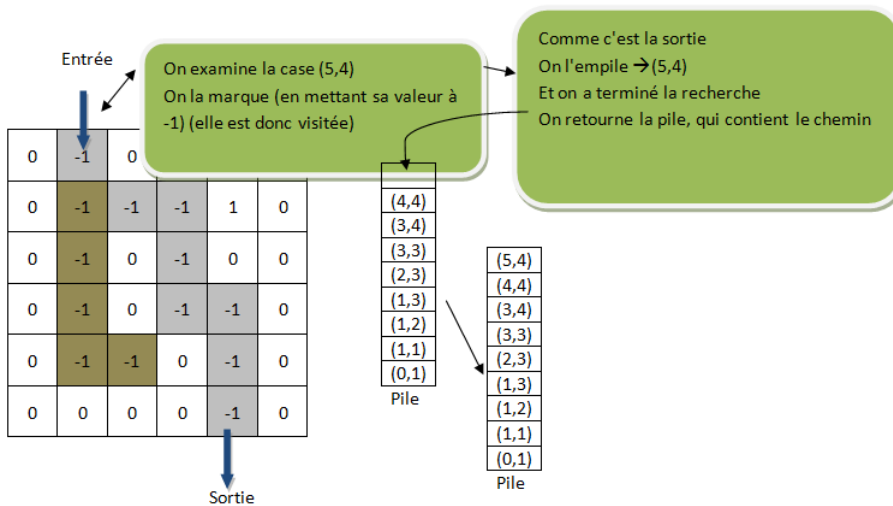 Entrée
On examine la case (5,4)
On la marque (en mettant sa valeur à
-1) (elle est donc visitée)
Comme c'est la sortie
On l'empile →(5,4)
Et on a terminé la recherche
On retourne la pile, qui contient le chemin
0 -1 0
0 -1 -1 -1 1 0
0 -1 0 -1 0 0
0 -1 0 -1 -1 0
0 -1 -1 0 -1 0
0 0 0 0 -1 0
Sortie
(4,4)
(3,4)
(3,3)
(2,3)
(1,3)
(1,2)
(1,1)
(0,1)
Pile
(5,4)
(4,4)
(3,4)
(3,3)
(2,3)
(1,3)
(1,2)
(1,1)
(0,1)
Pile